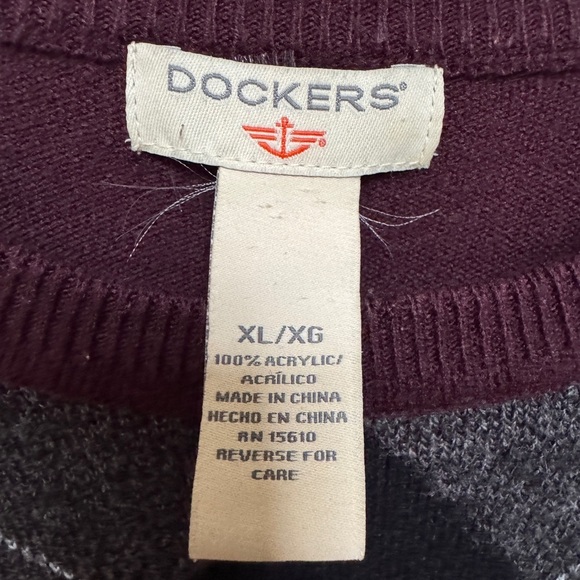 DOCKERS®
®
XL/XG
100% ACRYLIC/
ACRÍLICO
MADE IN CHINA
HECHO EN CHINA
RN 15610
REVERSE FOR
CARE